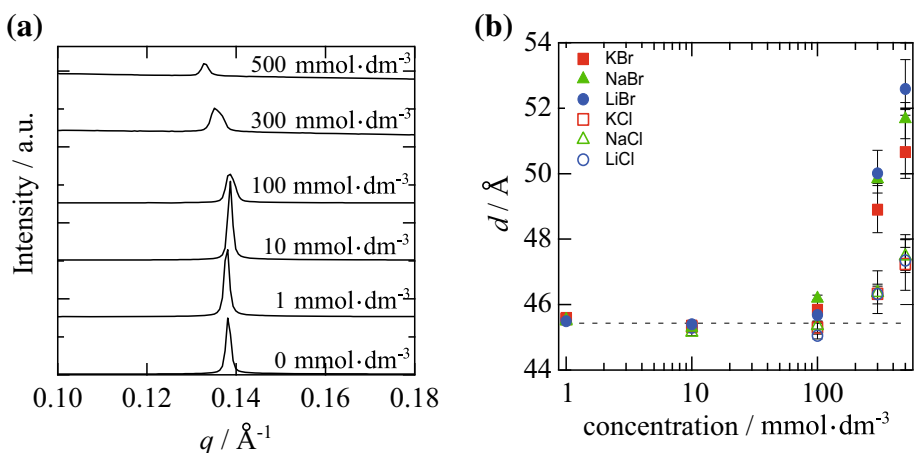 (a)
500 mmol·dm-3
300 mmol·dm-3
100 mmol·dm-3
10 mmol·dm-3
1 mmol·dm-3
0 mmol·dm-3
Intensity / a.u.
0.10 0.12 0.14 0.16 0.18
q / Å-1
(b)
54
52
50
48
46
44
d / Å
KBr
NaBr
LiBr
KCl
NaCl
LiCl
1 10 100
concentration / mmol·dm-3